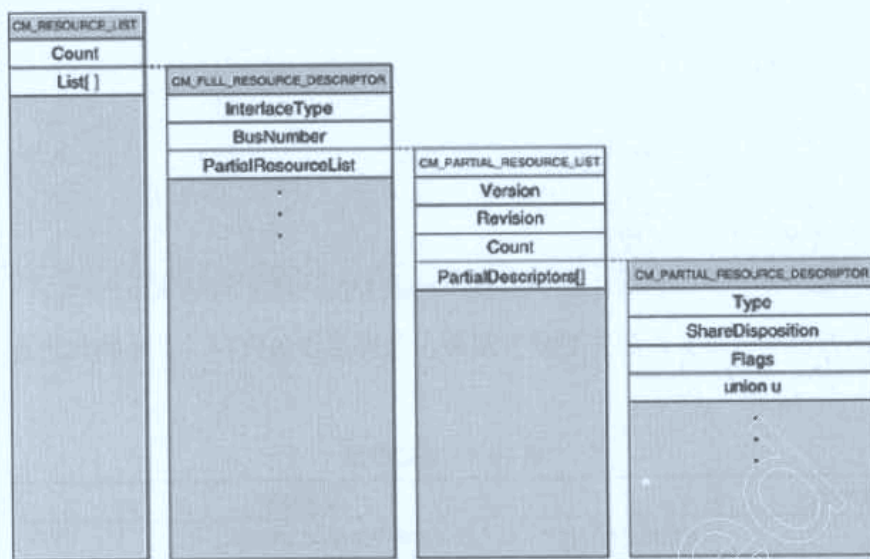 CM_RESOURCE_LIST
Count
List[ ]
CM_FULL_RESOURCE_DESCRIPTOR
InterfaceType
BusNumber
PartialResourceList
CM_PARTIAL_RESOURCE_LIST
Version
Revision
Count
PartialDescriptors[]
CM_PARTIAL_RESOURCE_DESCRIPTOR
Type
ShareDisposition
Flags
union u